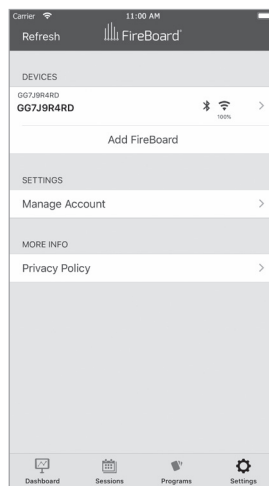 Carrier 11:00 AM
Refresh FireBoard
DEVICES
GG7J9R4RD
GG7J9R4RD
100%
Add FireBoard
SETTINGS
Manage Account
MORE INFO
Privacy Policy
Dashboard Sessions Programs Settings